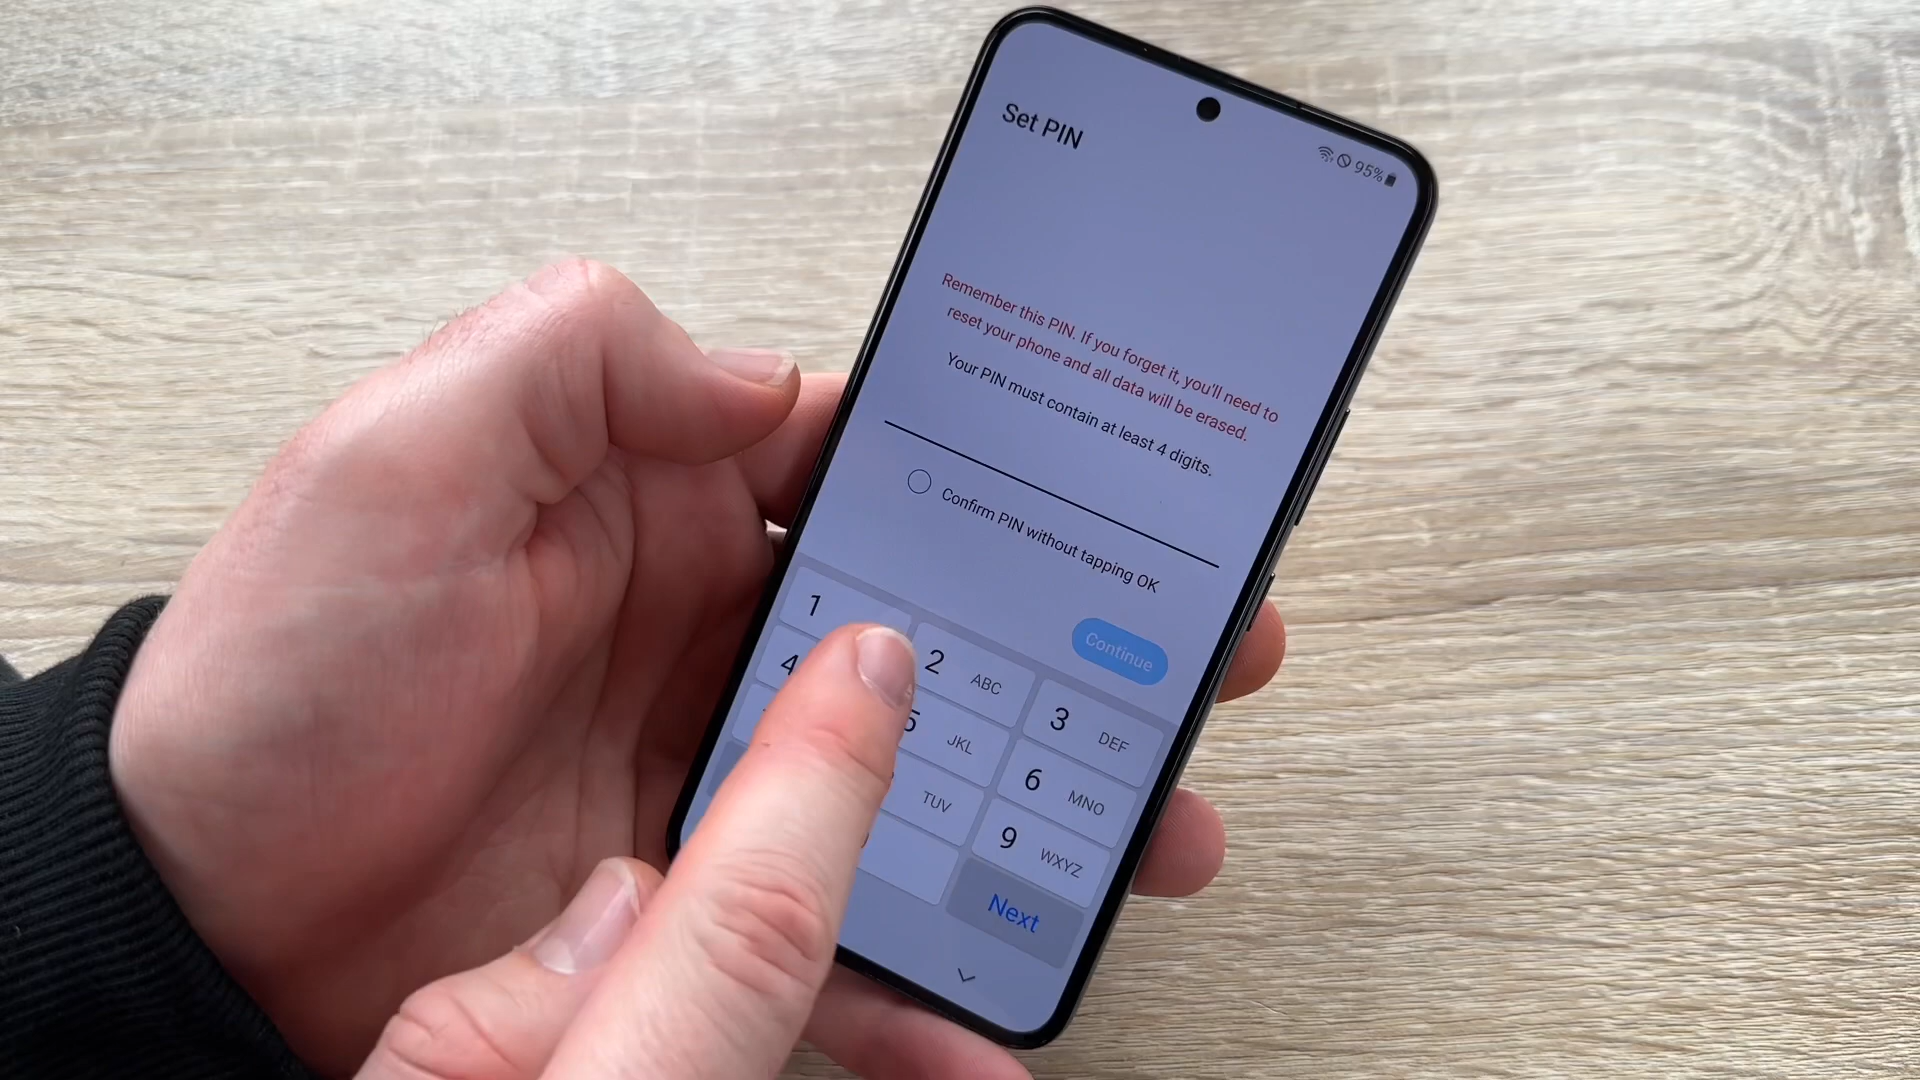 95%
Set PIN
Remember this PIN. If you forget it, you'll need to
reset your phone and all data will be erased.
Your PIN must contain at least 4 digits.
Confirm PIN without tapping OK
Continue
1
2 ABC
3 DEF
4
5 JKL
6 MNO
TUV
9 WXYZ
Next